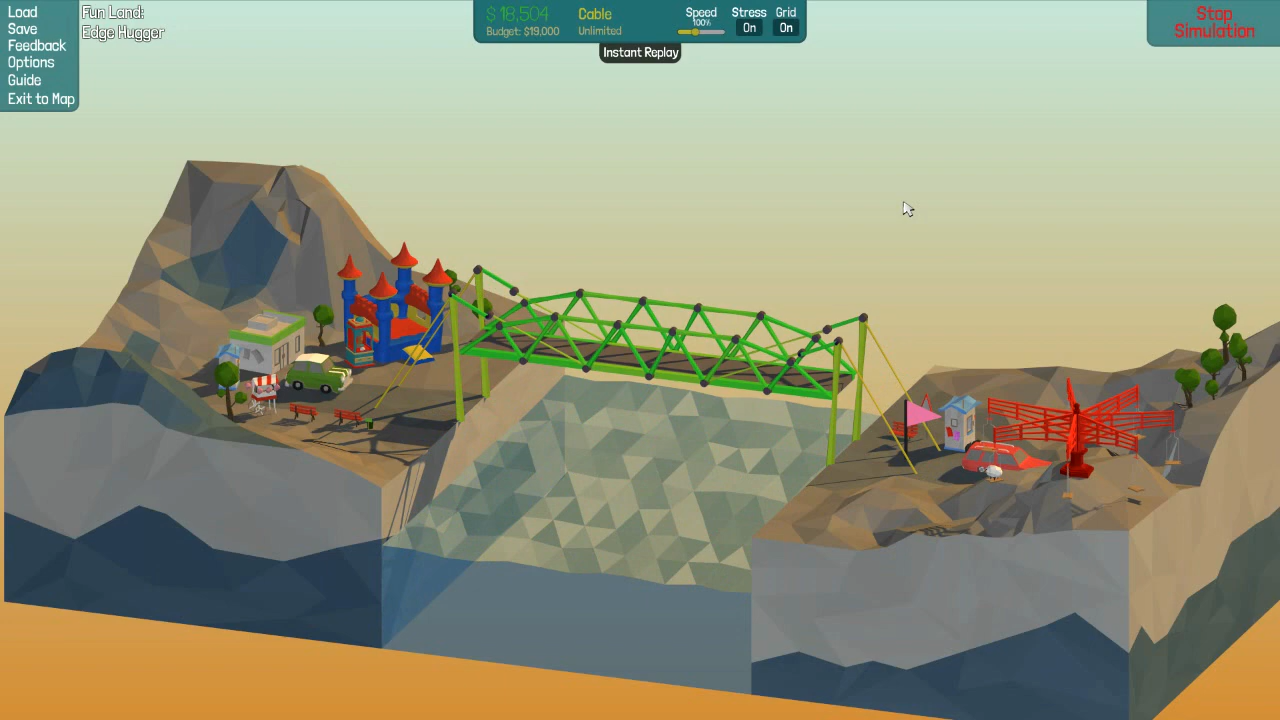 Load
Save
Feedback
Options
Guide
Exit to Map
Fun Land:
Edge Hugger
$ 18,504
Budget: $19,000
Cable
Unlimited
Speed
100%
Stress
On
Grid
On
Instant Replay
Stop
Simulation